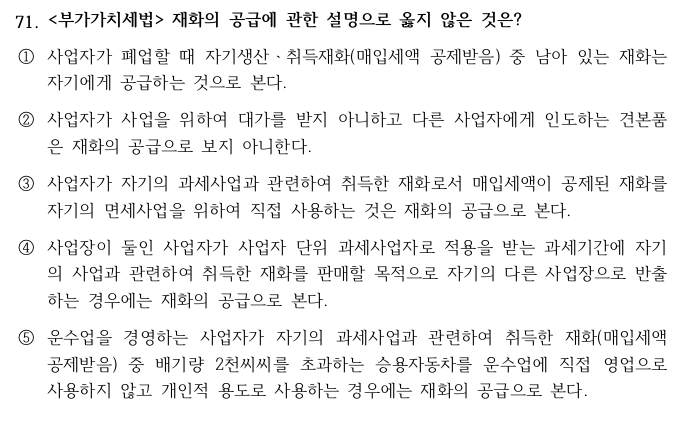 71. <부가가치세법> 재화의 공급에 관한 설명으로 옳지 않은 것은?
① 사업자가 폐업할 때 자기생산ㆍ취득재화(매입세액 공제받음) 중 남아 있는 재화는
자기에게 공급하는 것으로 본다.
② 사업자가 사업을 위하여 대가를 받지 아니하고 다른 사업자에게 인도하는 견본품
은 재화의 공급으로 보지 아니한다.
③ 사업자가 자기의 과세사업과 관련하여 취득한 재화로서 매입세액이 공제된 재화를
자기의 면세사업을 위하여 직접 사용하는 것은 재화의 공급으로 본다.
④ 사업장이 둘인 사업자가 사업자 단위 과세사업자로 적용을 받는 과세기간에 자기
의 사업과 관련하여 취득한 재화를 판매할 목적으로 자기의 다른 사업장으로 반출
하는 경우에는 재화의 공급으로 본다.
⑤ 운수업을 경영하는 사업자가 자기의 과세사업과 관련하여 취득한 재화(매입세액
공제받음) 중 배기량 2천씨씨를 초과하는 승용자동차를 운수업에 직접 영업으로
사용하지 않고 개인적 용도로 사용하는 경우에는 재화의 공급으로 본다.